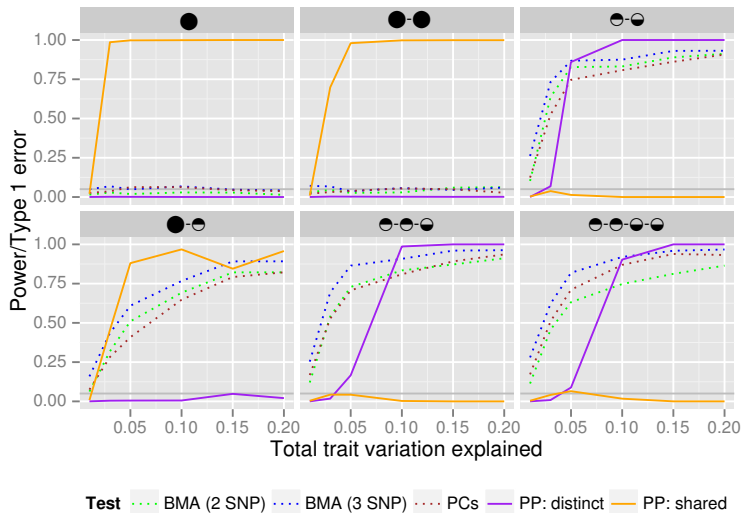 1.00
0.75
0.50
0.25
0.00
1.00
0.75
0.50
0.25
0.00
Power/Type 1 error
0.05 0.10 0.15 0.20 0.05 0.10 0.15 0.20 0.05 0.10 0.15 0.20
Total trait variation explained
Test BMA (2 SNP) BMA (3 SNP) PCs PP: distinct PP: shared